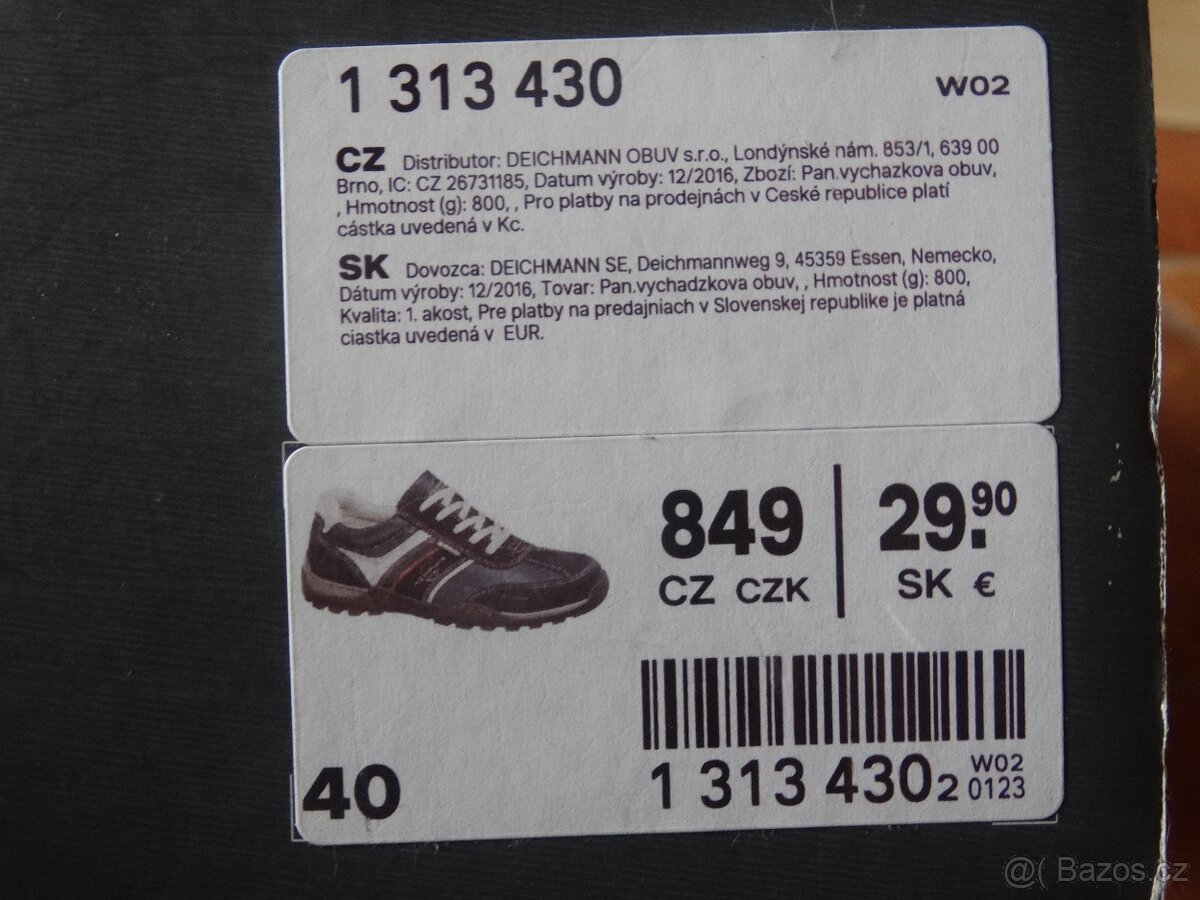 1 313 430 W02
CZ Distributor: DEICHMANN OBUV s.r.o., Londýnské nám. 853/1, 639 00
Brno, IC: CZ 26731185, Datum výroby: 12/2016, Zbozí: Pan.vychazkova obuv,
, Hmotnost (g): 800, , Pro platby na prodejnách v Ceské republice platí
cástka uvedená v Kc.
SK Dovozca: DEICHMANN SE, Deichmannweg 9, 45359 Essen, Nemecko,
Dátum výroby: 12/2016, Tovar: Pan.vychadzkova obuv, , Hmotnost (g): 800,
Kvalita: 1. akost, Pre platby na predajniach v Slovenskej republike je platná
ciastka uvedená v EUR.
849 29.90
CZ CZK SK €
40
1 313 430 2 W02 0123
@( Bazos.cz